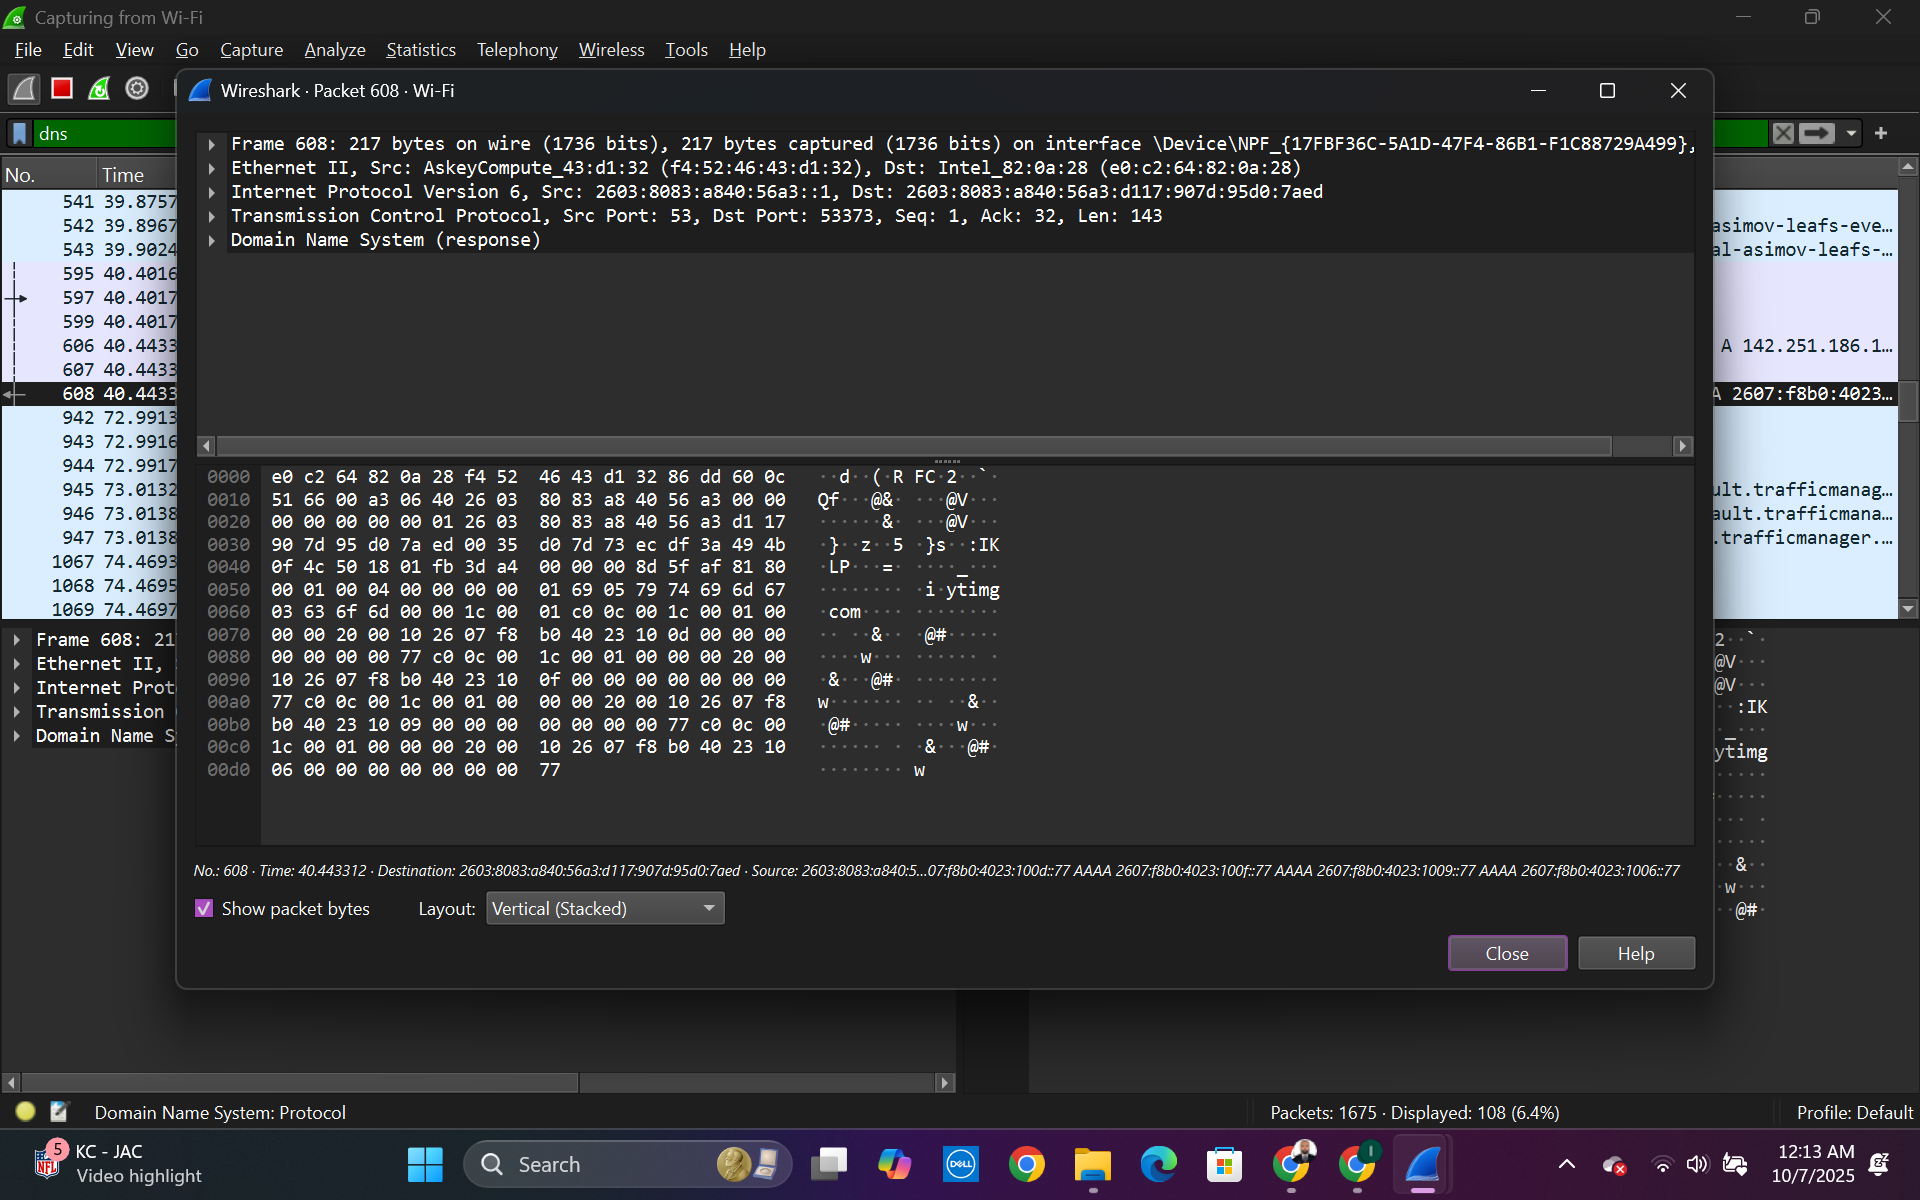 Capturing from Wi-Fi
File Edit View Go Capture Analyze Statistics Telephony Wireless Tools Help
Wireshark · Packet 608 · Wi-Fi
dns
No. Time
541 39.8757
542 39.8967
543 39.9024
595 40.4016
597 40.4017
599 40.4017
606 40.4433
607 40.4433
608 40.4433
942 72.9913
943 72.9916
944 72.9917
945 73.0132
946 73.0138
947 73.0138
1067 74.4693
1068 74.4695
1069 74.4697
asimov-leafs-eve…
al-asimov-leafs-…
A 142.251.186.1…
A 2607:f8b0:4023…
ult.trafficmanag…
ault.trafficmana…
.trafficmanager.…
Frame 608: 217 bytes on wire (1736 bits), 217 bytes captured (1736 bits) on interface \Device\NPF_{17FBF36C-5A1D-47F4-86B1-F1C88729A499},
Ethernet II, Src: AskeyCompute_43:d1:32 (f4:52:46:43:d1:32), Dst: Intel_82:0a:28 (e0:c2:64:82:0a:28)
Internet Protocol Version 6, Src: 2603:8083:a840:56a3::1, Dst: 2603:8083:a840:56a3:d117:907d:95d0:7aed
Transmission Control Protocol, Src Port: 53, Dst Port: 53373, Seq: 1, Ack: 32, Len: 143
Domain Name System (response)
0000 e0 c2 64 82 0a 28 f4 52 46 43 d1 32 86 dd 60 0c ··d··(·R FC·2··`·
0010 51 66 00 a3 06 40 26 03 80 83 a8 40 56 a3 00 00 Qf···@&· ···@V···
0020 00 00 00 00 00 01 26 03 80 83 a8 40 56 a3 d1 17 ······&· ···@V···
0030 90 7d 95 d0 7a ed 00 35 d0 7d 73 ec df 3a 49 4b ·}··z··5 ·}s··:IK
0040 0f 4c 50 18 01 fb 3d a4 00 00 00 8d 5f af 81 80 ·LP···=· ····_···
0050 00 01 00 04 00 00 00 00 01 69 05 79 74 69 6d 67 ········ ·i·ytimg
0060 03 63 6f 6d 00 00 1c 00 01 c0 0c 00 1c 00 01 00 ·com···· ········
0070 00 00 20 00 10 26 07 f8 b0 40 23 10 0d 00 00 00 ·· ··&·· ·@#·····
0080 00 00 00 00 77 c0 0c 00 1c 00 01 00 00 00 20 00 ····w··· ······ ·
0090 10 26 07 f8 b0 40 23 10 0f 00 00 00 00 00 00 00 ·&···@#· ········
00a0 77 c0 0c 00 1c 00 01 00 00 00 20 00 10 26 07 f8 w······· ·· ··&··
00b0 b0 40 23 10 09 00 00 00 00 00 00 00 77 c0 0c 00 ·@#····· ····w···
00c0 1c 00 01 00 00 00 20 00 10 26 07 f8 b0 40 23 10 ······ · ·&···@#·
00d0 06 00 00 00 00 00 00 00 77 ········ w
No.: 608 · Time: 40.443312 · Destination: 2603:8083:a840:56a3:d117:907d:95d0:7aed · Source: 2603:8083:a840:5…07:f8b0:4023:100d::77 AAAA 2607:f8b0:4023:100f::77 AAAA 2607:f8b0:4023:1009::77 AAAA 2607:f8b0:4023:1006::77
Show packet bytes Layout: Vertical (Stacked)
Close Help
Frame 608: 21
Ethernet II,
Internet Prot
Transmission
Domain Name S
2··`·
@V···
@V···
··:IK
_···
ytimg
&··
w···
··@#·
Domain Name System: Protocol
Packets: 1675 · Displayed: 108 (6.4%)
Profile: Default
5
NFL
KC - JAC
Video highlight
Search
DELL
12:13 AM
10/7/2025